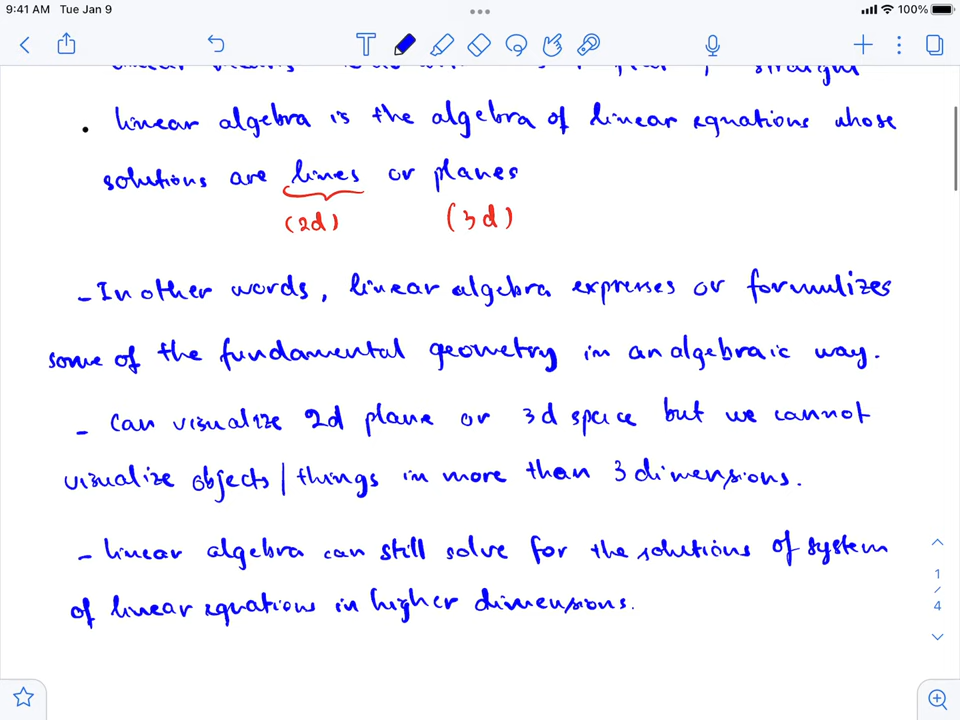 9:41 AM Tue Jan 9
100%
straight
• linear algebra is the algebra of linear equations whose
solutions are lines or planes
(2d) (3d)
- In other words, linear algebra expresses or formulizes
some of the fundamental geometry in an algebraic way.
- Can visualize 2d plane or 3d space but we cannot
visualize objects/things in more than 3 dimensions.
- linear algebra can still solve for the solutions of system
of linear equations in higher dimensions.
1
/
4